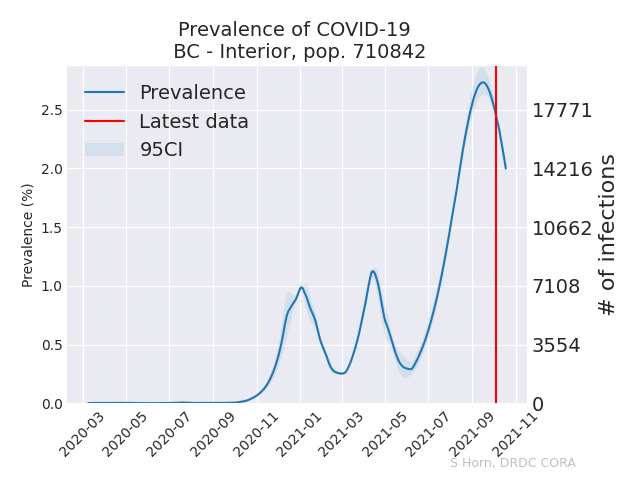 Prevalence of COVID-19
BC - Interior, pop. 710842
Prevalence
Latest data
95CI
Prevalence (%)
2.5
2.0
1.5
1.0
0.5
0.0
17771
14216
10662
7108
3554
0
# of infections
2020-03
2020-05
2020-07
2020-09
2020-11
2021-01
2021-03
2021-05
2021-07
2021-09
2021-11
S Horn, DRDC CORA